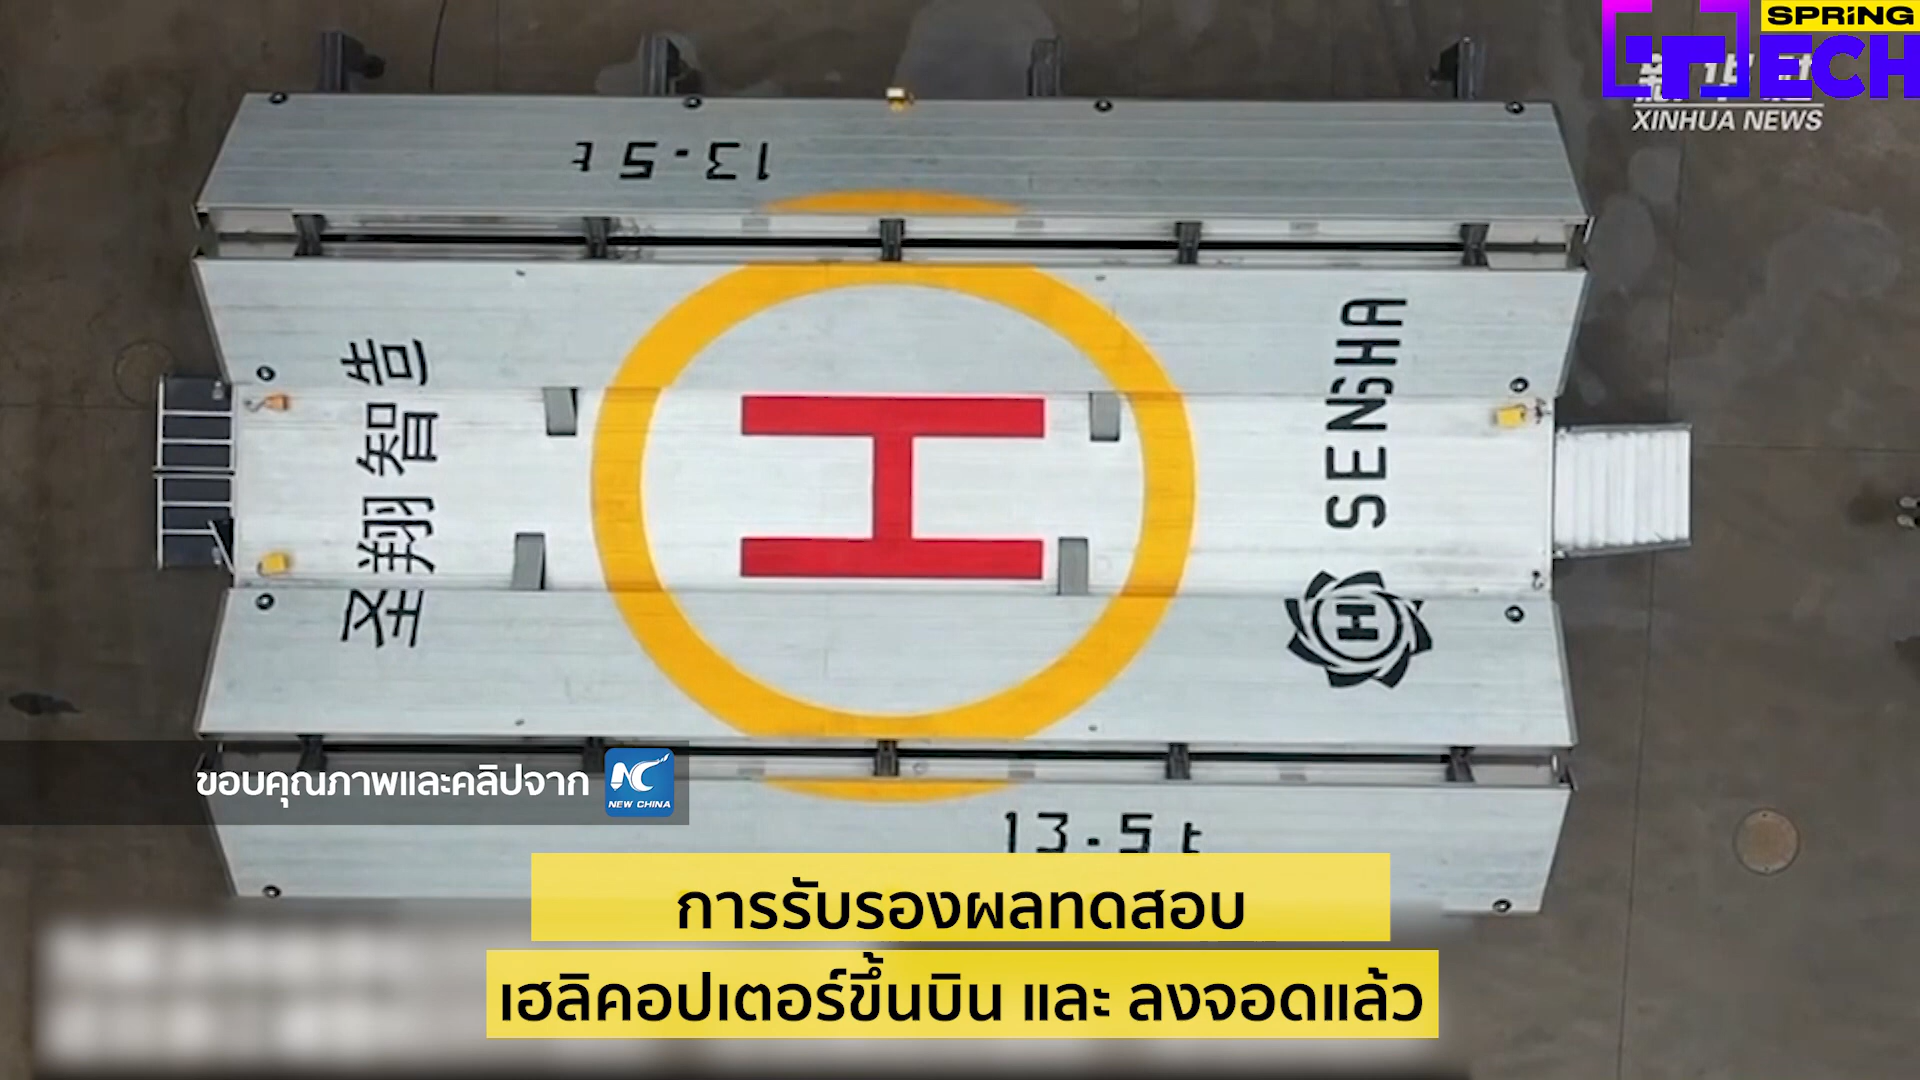 SPRiNG
TECH
XINHUA NEWS
13.5t
圣翔智造
SENGHA
H
H
ขอบคุณภาพและคลิปจาก
NEW CHINA
13.5t
การรับรองผลทดสอบ
เฮลิคอปเตอร์ขึ้นบิน และ ลงจอดแล้ว